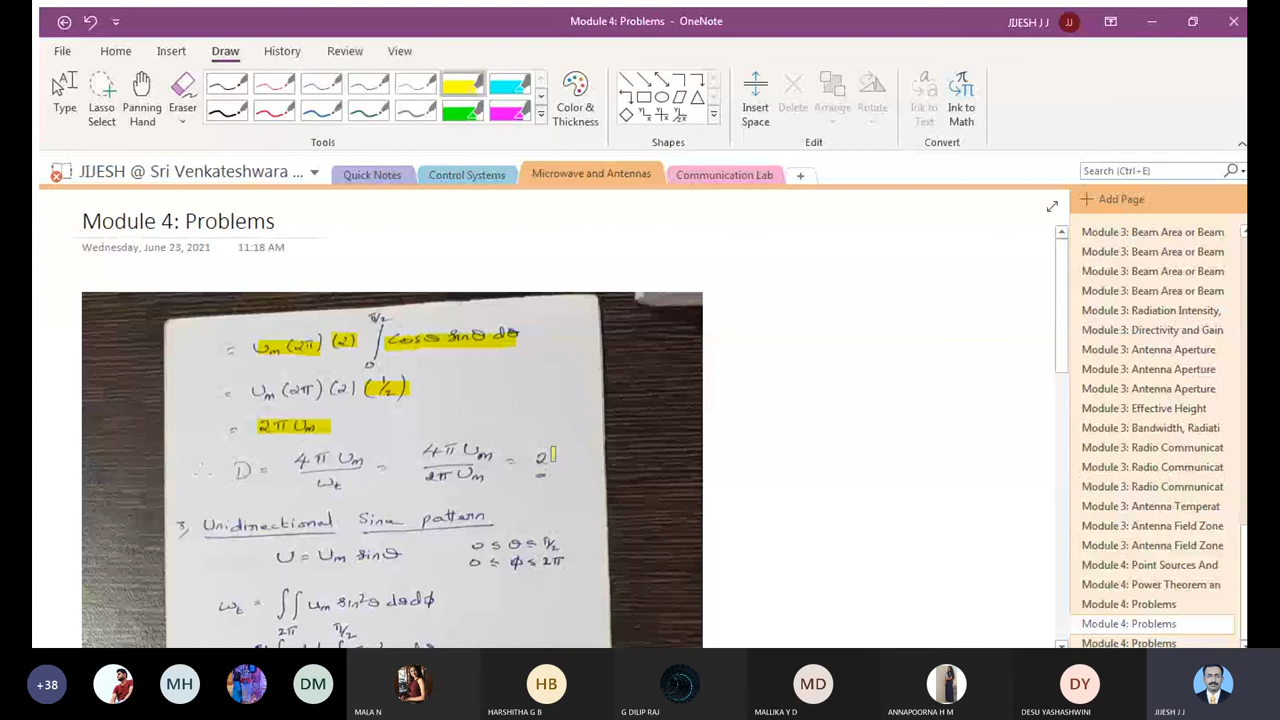 Module 4: Problems - OneNote
JIJESH J J
JJ
File
Home
Insert
Draw
History
Review
View
Type
Lasso Select
Panning Hand
Eraser
Color & Thickness
Insert Space
Delete
Arrange
Rotate
Ink to Text
Ink to Math
Tools
Shapes
Edit
Convert
JIJESH @ Sri Venkateshwara ...
Quick Notes
Control Systems
Microwave and Antennas
Communication Lab
Search (Ctrl+E)
Add Page
Module 4: Problems
Wednesday, June 23, 2021 11:18 AM
= Um (2π) (2) ∫₀^{π/2} cosθ sinθ dθ
= Um (2π) (2) (1/2)
= 2π Um
∴ D = 4π Um / ωt = 4π Um / 2π Um = 2
3, Unidirectional Sine pattern
U = Um sinθ 0 ≤ θ ≤ π/2
0 ≤ φ ≤ 2π
ωt = ∬ Um sin²θ dθ dφ
2π π/2
Module 3: Beam Area or Beam
Module 3: Beam Area or Beam
Module 3: Beam Area or Beam
Module 3: Beam Area or Beam
Module 3: Radiation Intensity,
Module 3: Directivity and Gain
Module 3: Antenna Aperture
Module 3: Antenna Aperture
Module 3: Antenna Aperture
Module 3: Effective Height
Module 3: Bandwidth, Radiati
Module 3: Radio Communicat
Module 3: Radio Communicat
Module 3: Radio Communicat
Module 3: Antenna Temperat
Module 3: Antenna Field Zone
Module 3: Antenna Field Zone
Module 4: Point Sources And
Module 4: Power Theorem an
Module 4: Problems
Module 4: Problems
Module 4: Problems
+38
MH
DM
MALA N
HB
HARSHITHA G B
G DILIP RAJ
MD
MALLIKA Y D
ANNAPOORNA H M
DY
DESU YASHASHWINI
JIJESH J J